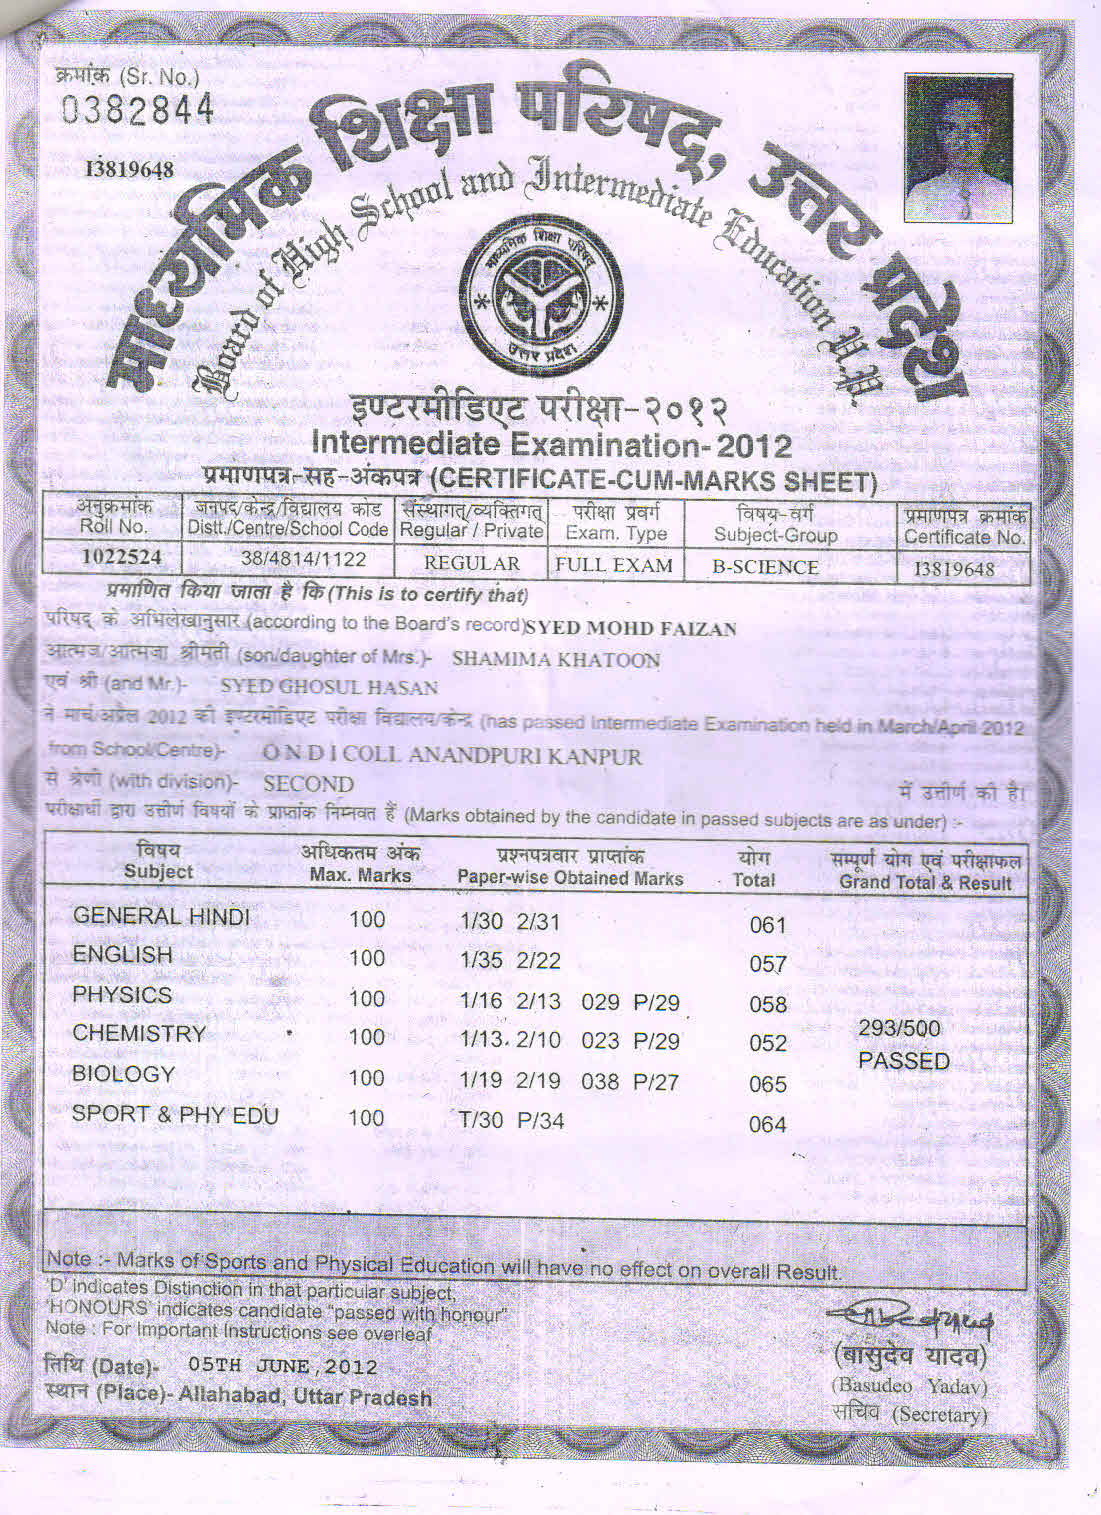 क्रमांक (Sr. No.)
0382844
I3819648
माध्यमिक शिक्षा परिषद्, उत्तर प्रदेश
Board of High School and Intermediate Education U.P.
माध्यमिक शिक्षा परिषद्
उत्तर प्रदेश
इण्टरमीडिएट परीक्षा-२०१२
Intermediate Examination- 2012
प्रमाणपत्र-सह-अंकपत्र (CERTIFICATE-CUM-MARKS SHEET)
अनुक्रमांक जनपद/केन्द्र/विद्यालय कोड संस्थागत/व्यक्तिगत परीक्षा प्रवर्ग विषय-वर्ग प्रमाणपत्र क्रमांक
Roll No. Distt./Centre/School Code Regular / Private Exam. Type Subject-Group Certificate No.
1022524 38/4814/1122 REGULAR FULL EXAM B-SCIENCE I3819648
प्रमाणित किया जाता है कि (This is to certify that)
परिषद् के अभिलेखानुसार (according to the Board's record) SYED MOHD FAIZAN
आत्मज/आत्मजा श्रीमती (son/daughter of Mrs.)- SHAMIMA KHATOON
एवं श्री (and Mr.)- SYED GHOSUL HASAN
ने मार्च/अप्रैल 2012 की इण्टरमीडिएट परीक्षा विद्यालय/केन्द्र (has passed Intermediate Examination held in March/April 2012
from School/Centre)- O N D I COLL ANANDPURI KANPUR
से श्रेणी (with division)- SECOND में उत्तीर्ण की है।
परीक्षार्थी द्वारा उत्तीर्ण विषयों के प्राप्तांक निम्नवत हैं (Marks obtained by the candidate in passed subjects are as under) :-
विषय अधिकतम अंक प्रश्नपत्रवार प्राप्तांक योग सम्पूर्ण योग एवं परीक्षाफल
Subject Max. Marks Paper-wise Obtained Marks Total Grand Total & Result
GENERAL HINDI 100 1/30 2/31 061
ENGLISH 100 1/35 2/22 057
PHYSICS 100 1/16 2/13 029 P/29 058
293/500
CHEMISTRY 100 1/13 2/10 023 P/29 052
PASSED
BIOLOGY 100 1/19 2/19 038 P/27 065
SPORT & PHY EDU 100 T/30 P/34 064
Note :- Marks of Sports and Physical Education will have no effect on overall Result.
'D' indicates Distinction in that particular subject.
'HONOURS' indicates candidate "passed with honour"
Note : For Important Instructions see overleaf
तिथि (Date)- 05TH JUNE,2012
स्थान (Place)- Allahabad, Uttar Pradesh
(बासुदेव यादव)
(Basudeo Yadav)
सचिव (Secretary)